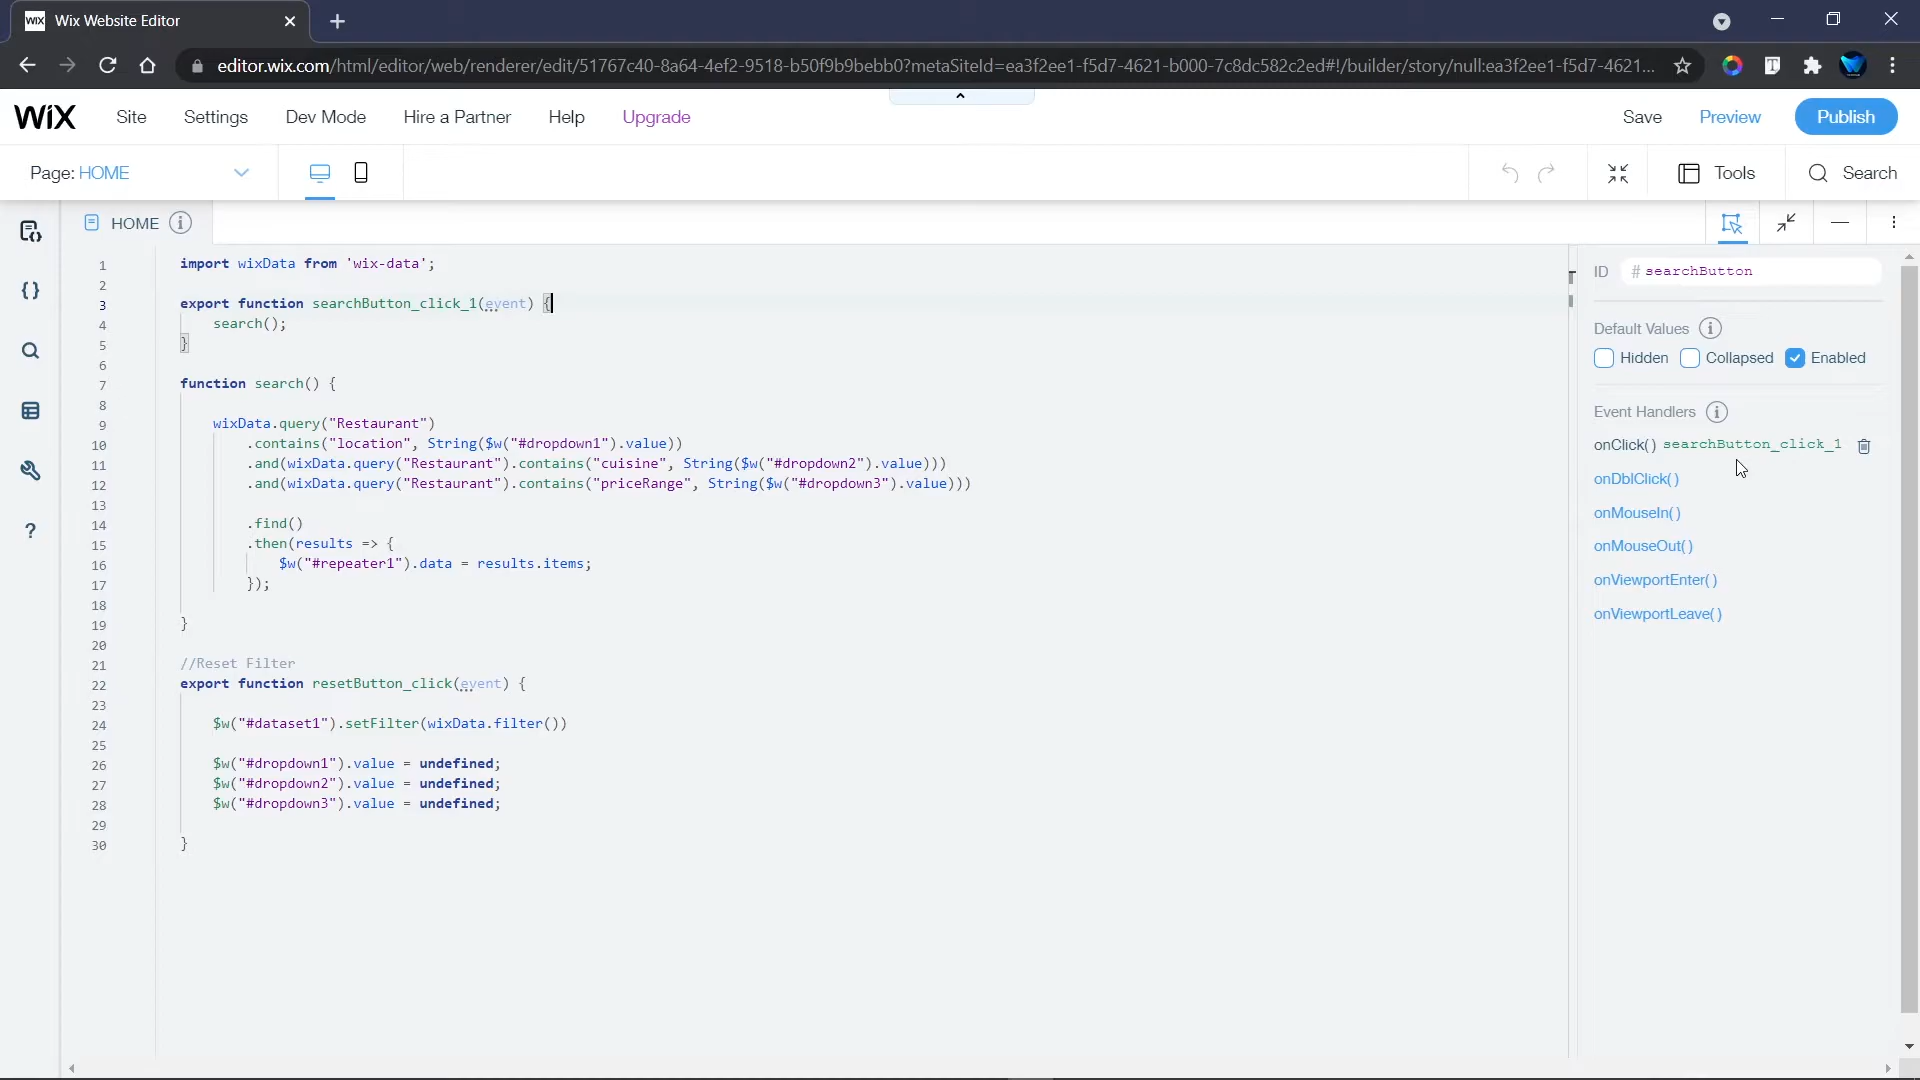 WiX Wix Website Editor
editor.wix.com/html/editor/web/renderer/edit/51767c40-8a64-4ef2-9518-b50f9b9bebb0?metaSiteId=ea3f2ee1-f5d7-4621-b000-7c8dc582c2ed#!/builder/story/null:ea3f2ee1-f5d7-4621...
WiX Site Settings Dev Mode Hire a Partner Help Upgrade Save Preview Publish
Page: HOME Tools Search
HOME
1 import wixData from 'wix-data';
2
3 export function searchButton_click_1(event) {
4 search();
5 }
6
7 function search() {
8
9 wixData.query("Restaurant")
10 .contains("location", String($w("#dropdown1").value))
11 .and(wixData.query("Restaurant").contains("cuisine", String($w("#dropdown2").value)))
12 .and(wixData.query("Restaurant").contains("priceRange", String($w("#dropdown3").value)))
13
14 .find()
15 .then(results => {
16 $w("#repeater1").data = results.items;
17 });
18
19 }
20
21 //Reset Filter
22 export function resetButton_click(event) {
23
24 $w("#dataset1").setFilter(wixData.filter())
25
26 $w("#dropdown1").value = undefined;
27 $w("#dropdown2").value = undefined;
28 $w("#dropdown3").value = undefined;
29
30 }
ID # searchButton
Default Values
Hidden Collapsed Enabled
Event Handlers
onClick() searchButton_click_1
onDblClick()
onMouseIn()
onMouseOut()
onViewportEnter()
onViewportLeave()